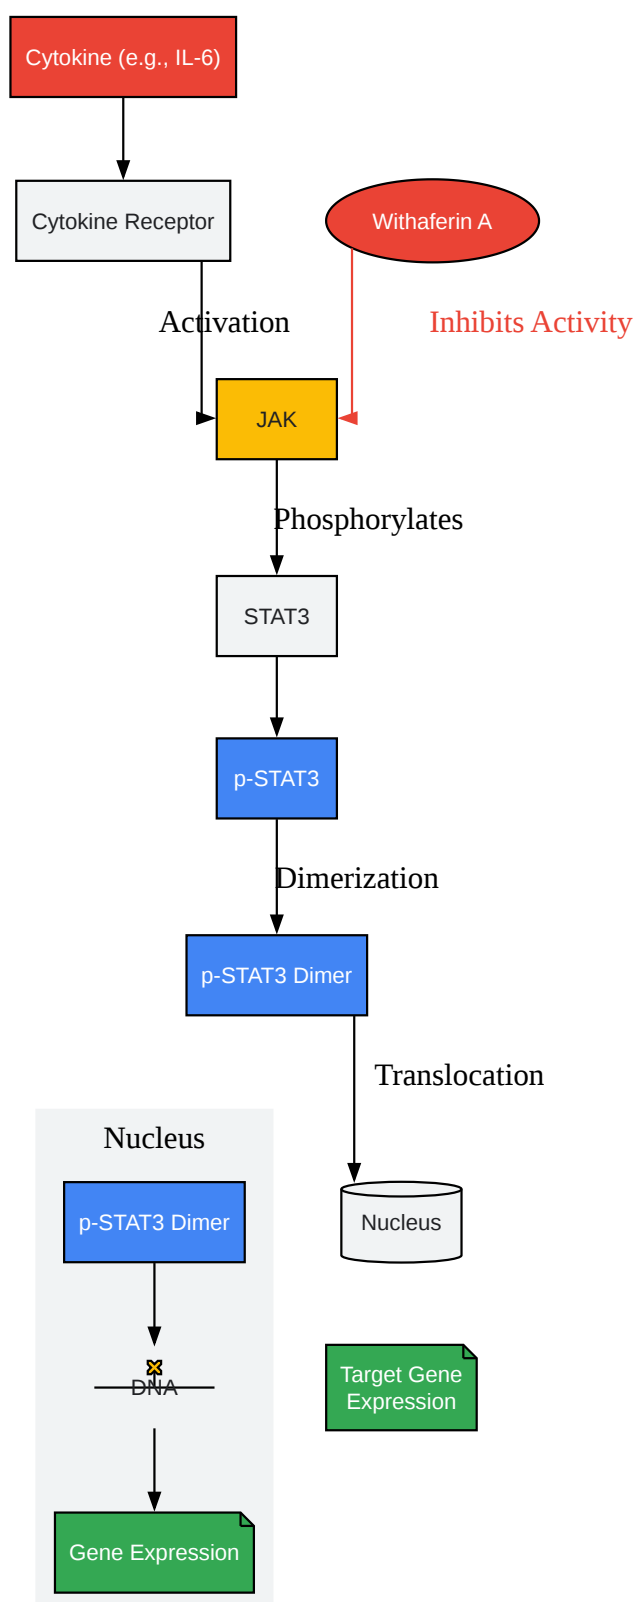 Cytokine (e.g., IL-6)
Cytokine Receptor
Withaferin A
Activation
Inhibits Activity
JAK
Phosphorylates
STAT3
p-STAT3
Dimerization
p-STAT3 Dimer
Translocation
Nucleus
p-STAT3 Dimer
Nucleus
DNA
Target Gene
Expression
Gene Expression